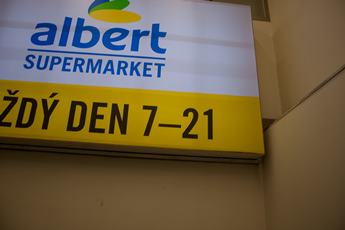 albert
SUPERMARKET
ŽDÝ DEN 7–21